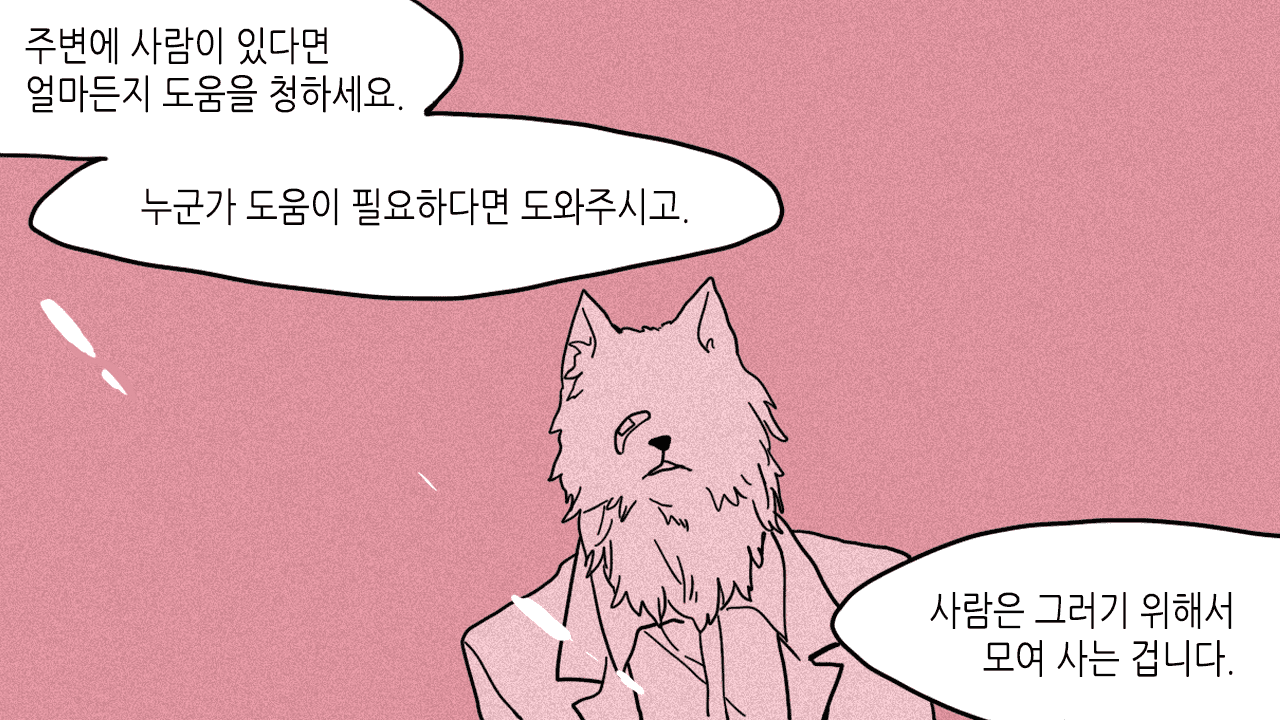 주변에 사람이 있다면
얼마든지 도움을 청하세요.
누군가 도움이 필요하다면 도와주시고.
사람은 그러기 위해서
모여 사는 겁니다.